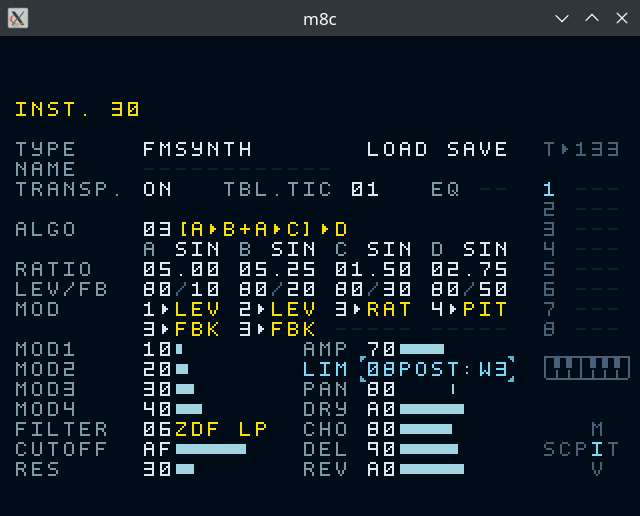 m8c
INST. 30
TYPE FMSYNTH LOAD SAVE T▸133
NAME ------------
TRANSP. ON TBL.TIC 01 EQ -- 1 ---
2 ---
ALGO 03[A▸B+A▸C]▸D 3 ---
A SIN B SIN C SIN D SIN 4 ---
RATIO 05.00 05.25 01.50 02.75 5 ---
LEV/FB 80/10 80/20 80/30 80/50 6 ---
MOD 1▸LEV 2▸LEV 3▸RAT 4▸PIT 7 ---
3▸FBK 3▸FBK ----- ----- 8 ---
MOD1 10 AMP 70
MOD2 20 LIM [08POST:W3]
MOD3 30 PAN 80
MOD4 40 DRY A0
FILTER 06ZDF LP CHO 80 M
CUTOFF AF DEL 90 SCPIT
RES 30 REV A0 V